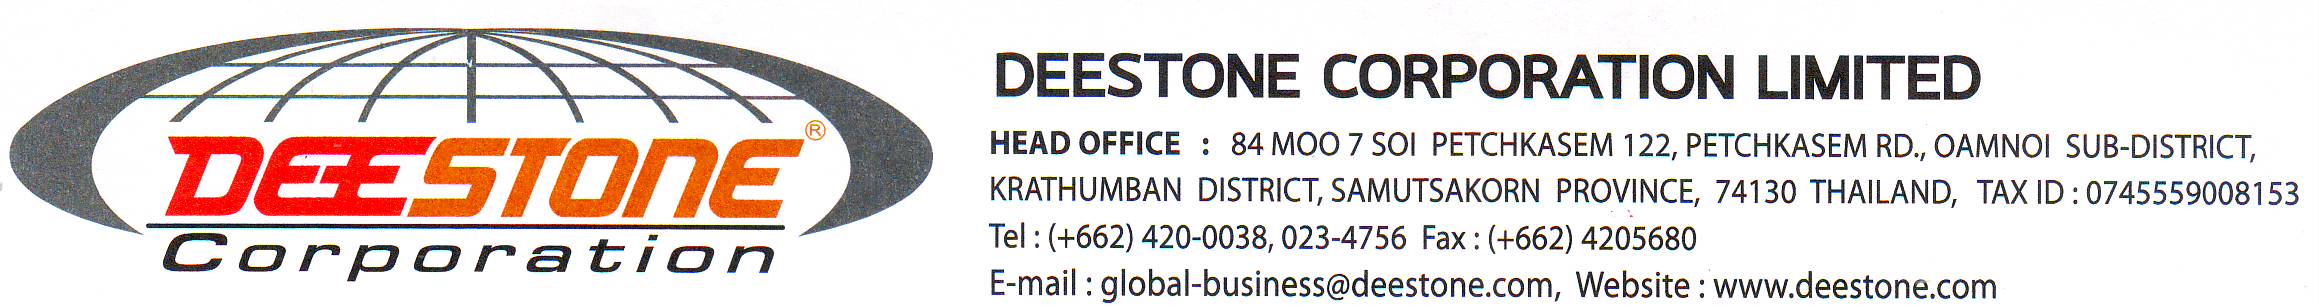 DEESTONE®
Corporation
DEESTONE CORPORATION LIMITED
HEAD OFFICE : 84 MOO 7 SOI PETCHKASEM 122, PETCHKASEM RD., OAMNOI SUB-DISTRICT,
KRATHUMBAN DISTRICT, SAMUTSAKORN PROVINCE, 74130 THAILAND, TAX ID : 0745559008153
Tel : (+662) 420-0038, 023-4756 Fax : (+662) 4205680
E-mail : global-business@deestone.com, Website : www.deestone.com